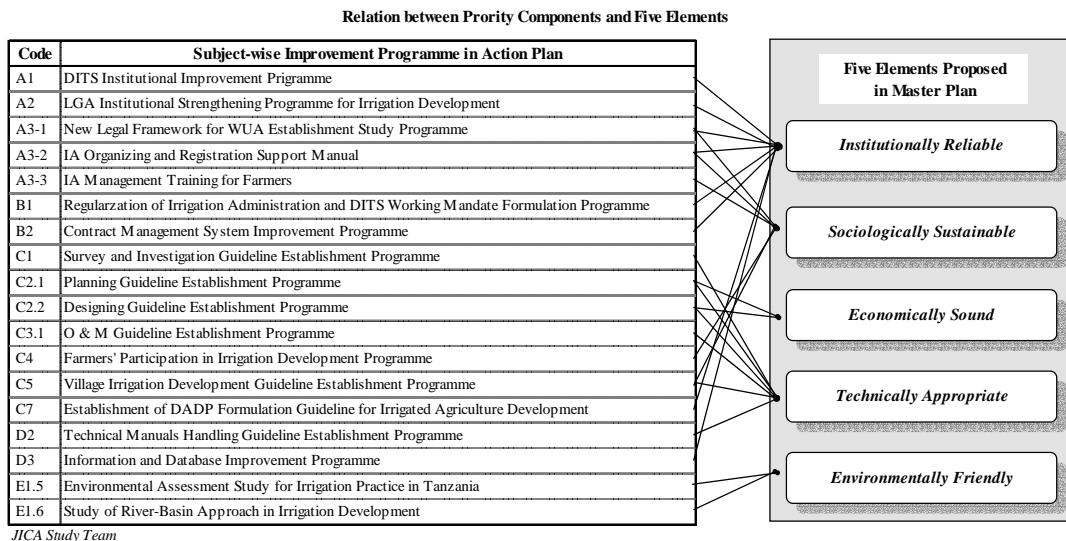 Relation between Prority Components and Five Elements
Code Subject-wise Improvement Programme in Action Plan
A1 DITS Institutional Improvement Prigramme
A2 LGA Institutional Strengthening Programme for Irrigation Development
A3-1 New Legal Framework for WUA Establishment Study Programme
A3-2 IA Organizing and Registration Support Manual
A3-3 IA Management Training for Farmers
B1 Regularzation of Irrigation Administration and DITS Working Mandate Formulation Programme
B2 Contract Management System Improvement Programme
C1 Survey and Investigation Guideline Establishment Programme
C2.1 Planning Guideline Establishment Programme
C2.2 Designing Guideline Establishment Programme
C3.1 O & M Guideline Establishment Programme
C4 Farmers' Participation in Irrigation Development Programme
C5 Village Irrigation Development Guideline Establishment Programme
C7 Establishment of DADP Formulation Guideline for Irrigated Agriculture Development
D2 Technical Manuals Handling Guideline Establishment Programme
D3 Information and Database Improvement Programme
E1.5 Environmental Assessment Study for Irrigation Practice in Tanzania
E1.6 Study of River-Basin Approach in Irrigation Development
JICA Study Team
Five Elements Proposed
in Master Plan
Institutionally Reliable
Sociologically Sustainable
Economically Sound
Technically Appropriate
Environmentally Friendly